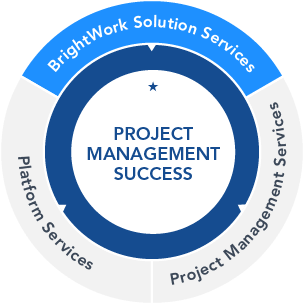 BrightWork Solution Services
PROJECT
MANAGEMENT
SUCCESS
Platform Services
Project Management Services